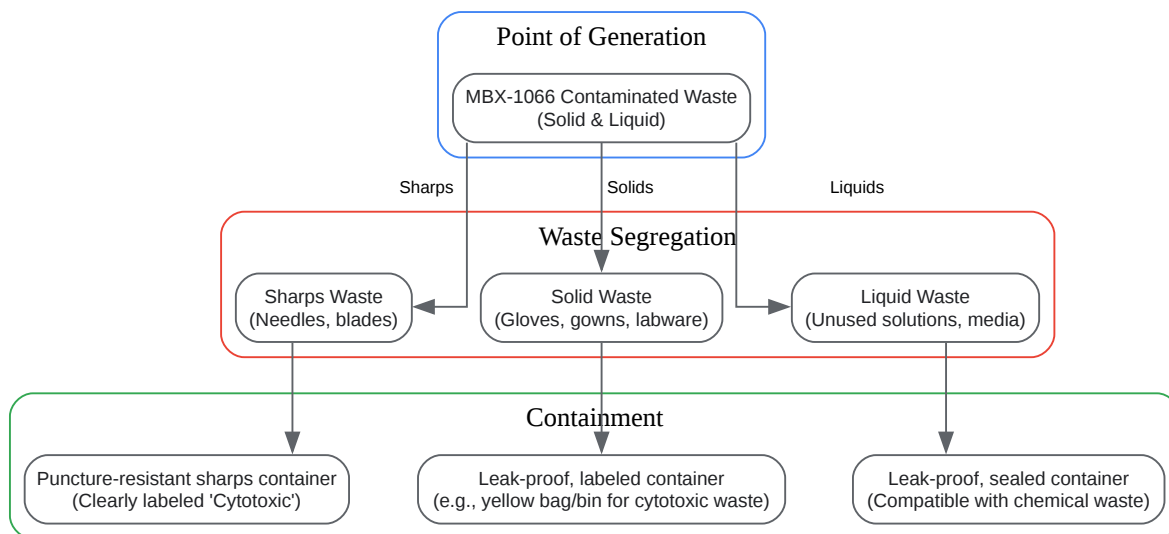 Point of Generation
MBX-1066 Contaminated Waste
(Solid & Liquid)
Sharps
Solids
Liquids
Waste Segregation
Sharps Waste
(Needles, blades)
Solid Waste
(Gloves, gowns, labware)
Liquid Waste
(Unused solutions, media)
Containment
Puncture-resistant sharps container
(Clearly labeled 'Cytotoxic')
Leak-proof, labeled container
(e.g., yellow bag/bin for cytotoxic waste)
Leak-proof, sealed container
(Compatible with chemical waste)